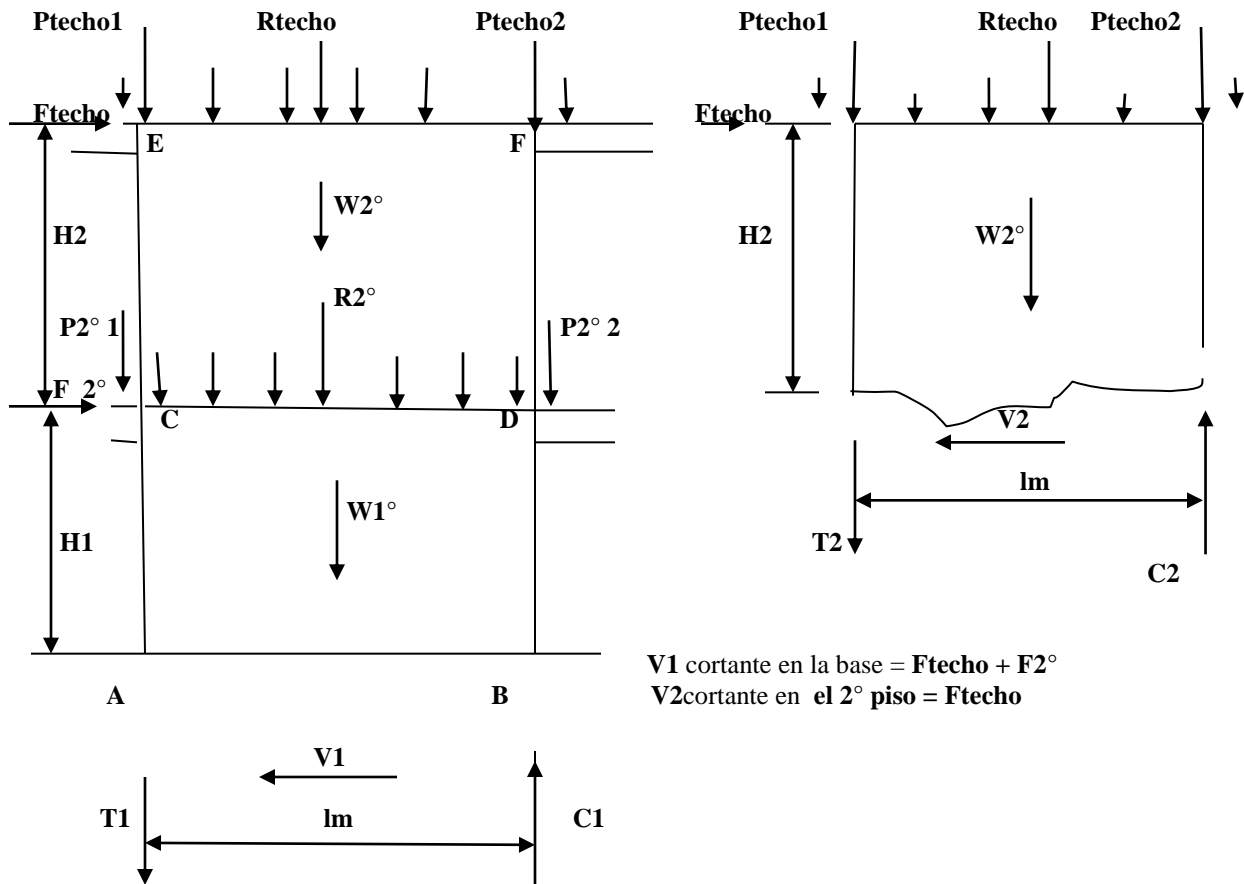 Ptecho1 Rtecho Ptecho2
Ptecho1 Rtecho Ptecho2
Ftecho
Ftecho
E F
W2°
H2
H2
W2°
R2°
P2° 1
P2° 2
F 2°
C D
V2
W1°
lm
H1
T2
C2
V1 cortante en la base = Ftecho + F2°
A B
V2cortante en el 2° piso = Ftecho
V1
T1 lm C1